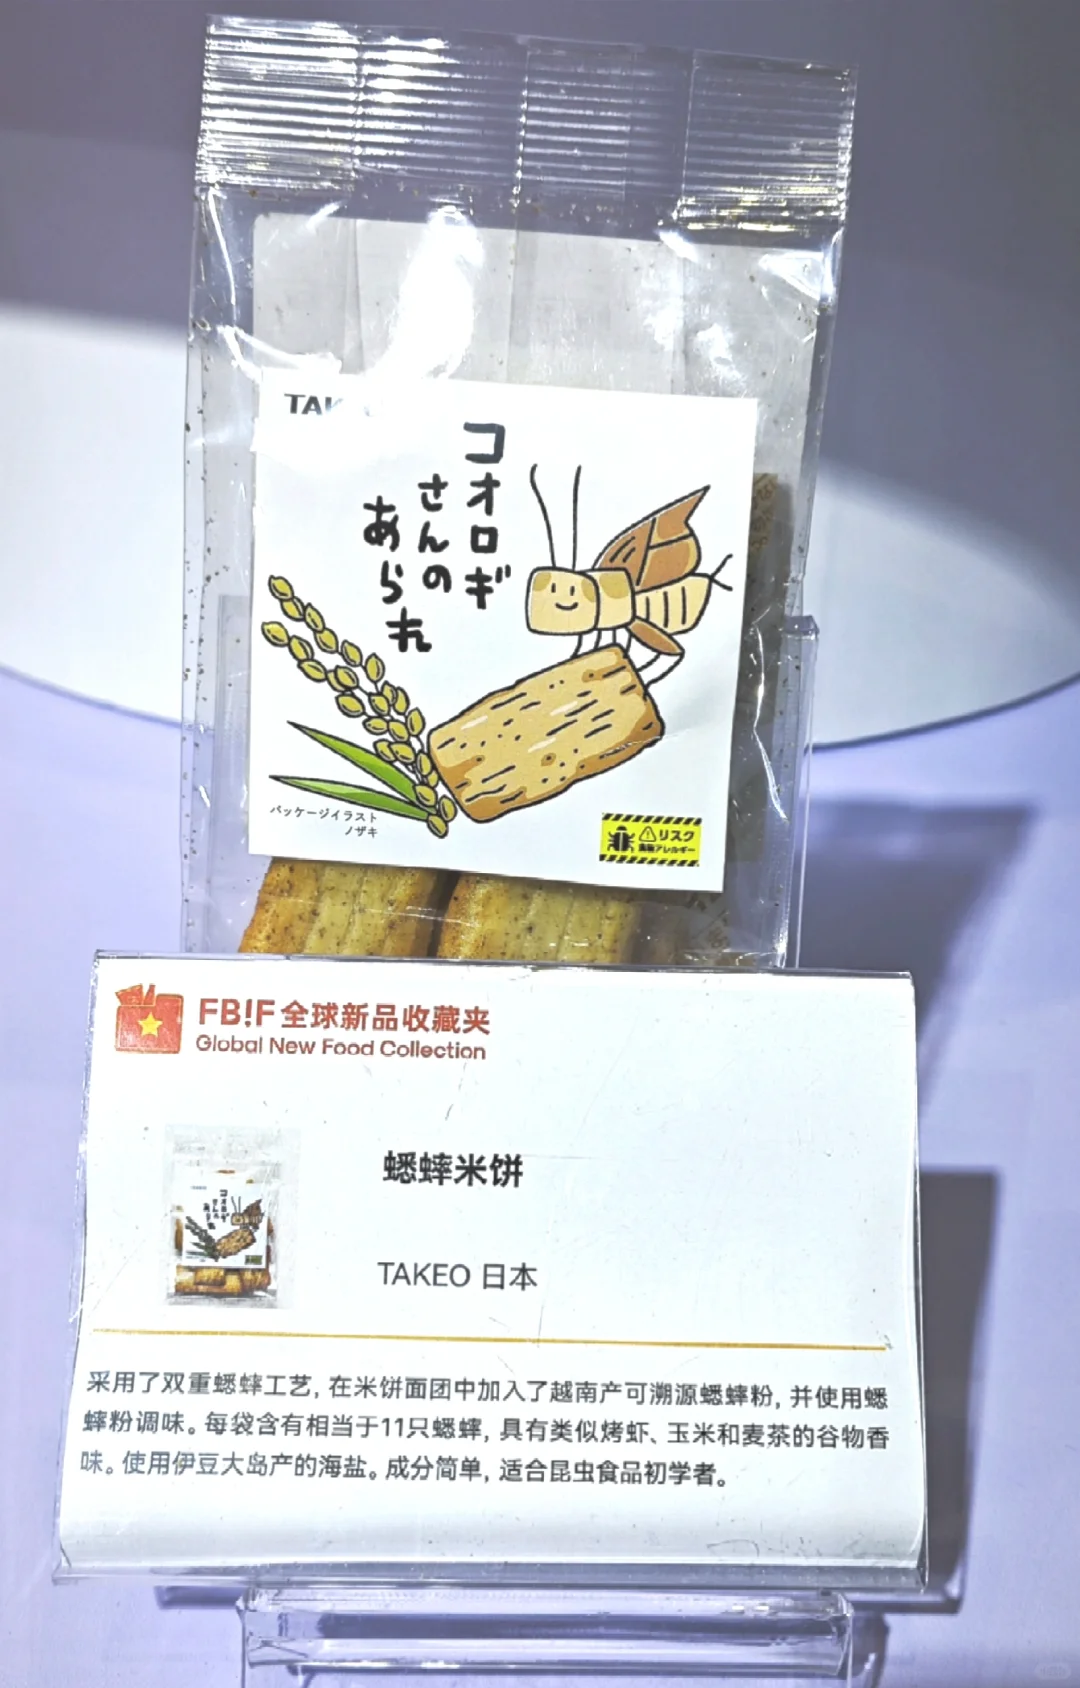 コオロギ
さんの
あられ
パッケージイラスト
ノザキ
リスク
アレルギー
FB!F 全球新品收藏夹
Global New Food Collection
蟋蟀米饼
TAKEO 日本
采用了双重蟋蟀工艺，在米饼面团中加入了越南产可溯源蟋蟀粉，并使用蟋
蟀粉调味。每袋含有相当于11只蟋蟀，具有类似烤虾、玉米和麦茶的谷物香
味。使用伊豆大岛产的海盐。成分简单，适合昆虫食品初学者。